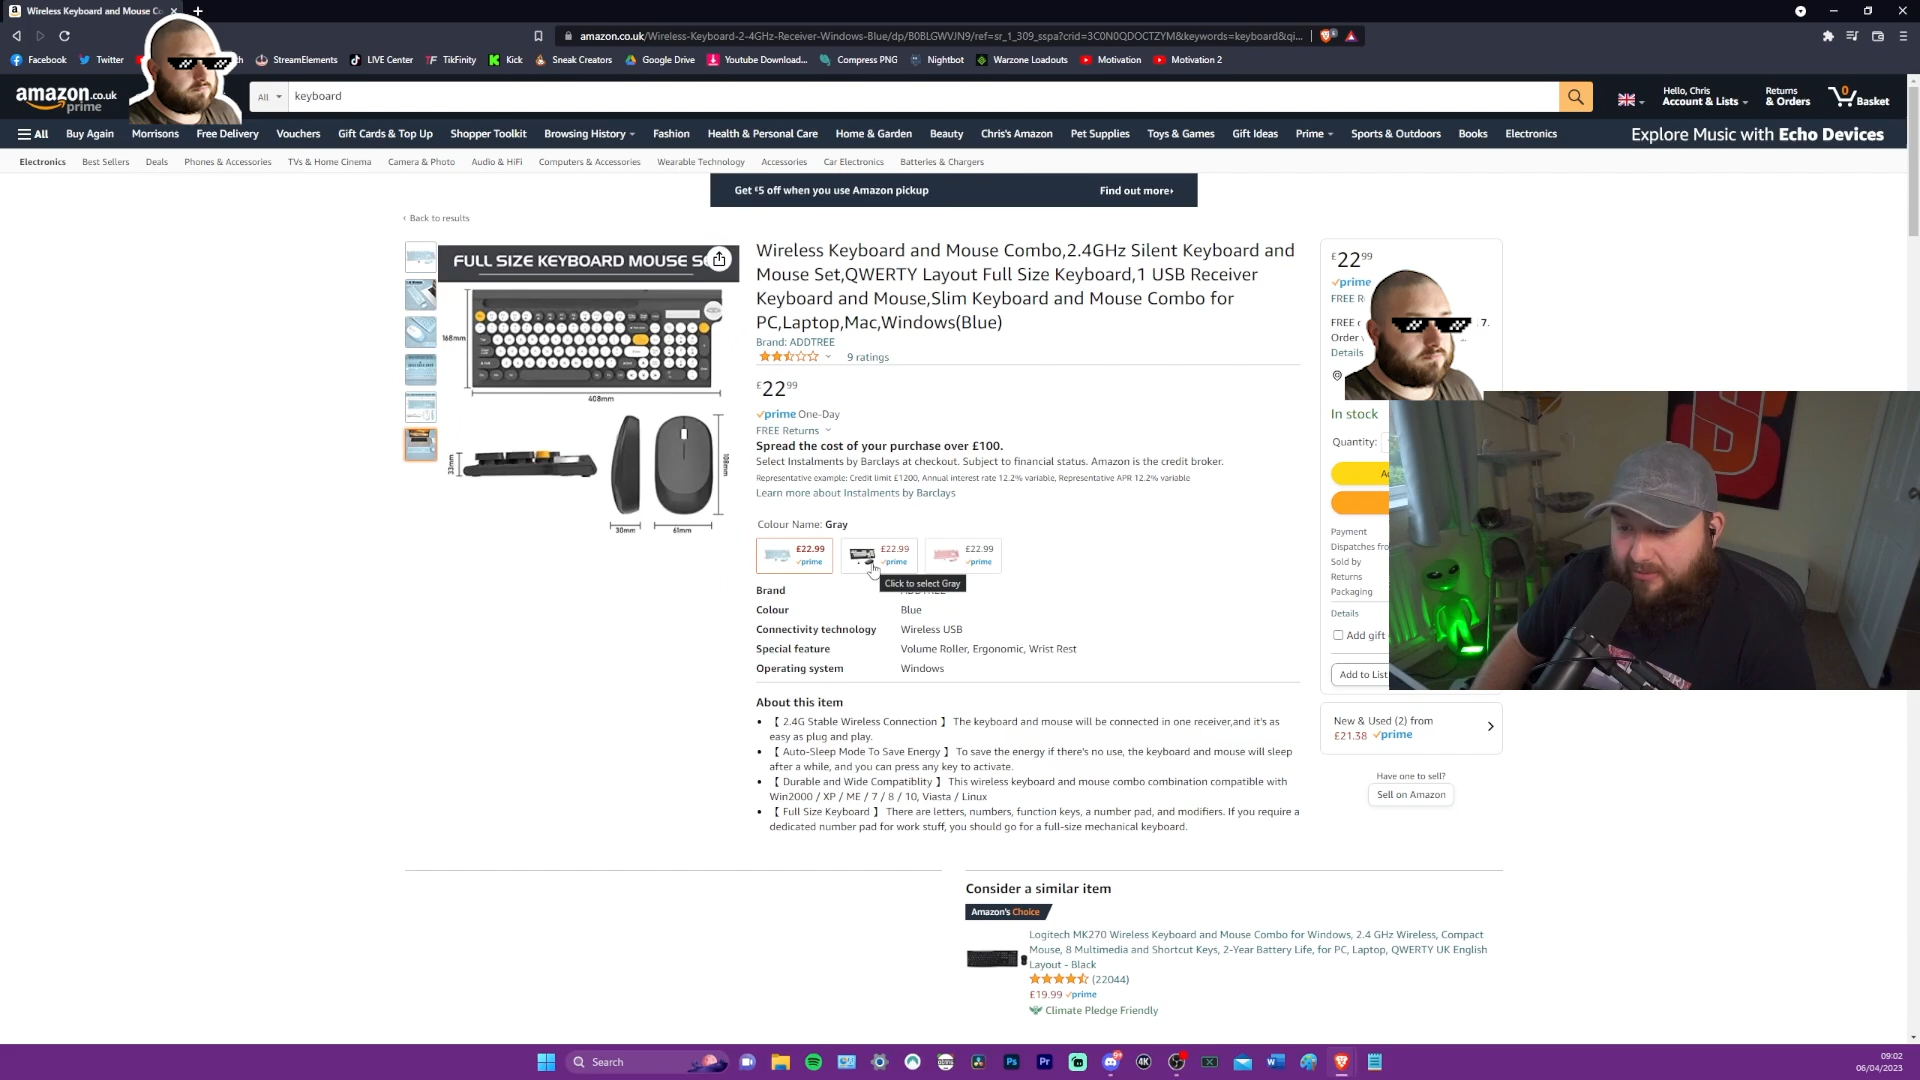 Wireless Keyboard and Mouse Co
amazon.co.uk/Wireless-Keyboard-2-4GHz-Receiver-Windows-Blue/dp/B0BLGWVJN9/ref=sr_1_309_sspa?crid=3C0N0QDOCTZYM&keywords=keyboard&qi...
Facebook Twitter StreamElements LIVE Center TikFinity Kick Sneak Creators Google Drive Youtube Download... Compress PNG Nightbot Warzone Loadouts Motivation Motivation 2
amazon.co.uk
prime
All
keyboard
Hello, Chris
Account & Lists
Returns
& Orders
0
Basket
All Buy Again Morrisons Free Delivery Vouchers Gift Cards & Top Up Shopper Toolkit Browsing History Fashion Health & Personal Care Home & Garden Beauty Chris's Amazon Pet Supplies Toys & Games Gift Ideas Prime Sports & Outdoors Books Electronics
Explore Music with Echo Devices
Electronics Best Sellers Deals Phones & Accessories TVs & Home Cinema Camera & Photo Audio & HiFi Computers & Accessories Wearable Technology Accessories Car Electronics Batteries & Chargers
Get £5 off when you use Amazon pickup Find out more›
‹ Back to results
FULL SIZE KEYBOARD MOUSE S
168mm
408mm
33mm
30mm
61mm
108mm
Wireless Keyboard and Mouse Combo,2.4GHz Silent Keyboard and
Mouse Set,QWERTY Layout Full Size Keyboard,1 USB Receiver
Keyboard and Mouse,Slim Keyboard and Mouse Combo for
PC,Laptop,Mac,Windows(Blue)
Brand: ADDTREE
9 ratings
£22 99
prime One-Day
FREE Returns
Spread the cost of your purchase over £100.
Select Instalments by Barclays at checkout. Subject to financial status. Amazon is the credit broker.
Representative example: Credit limit £1200, Annual interest rate 12.2% variable, Representative APR 12.2% variable
Learn more about Instalments by Barclays
Colour Name: Gray
£22.99 £22.99 £22.99
prime prime prime
Click to select Gray
Brand
Colour Blue
Connectivity technology Wireless USB
Special feature Volume Roller, Ergonomic, Wrist Rest
Operating system Windows
About this item
• 【 2.4G Stable Wireless Connection 】 The keyboard and mouse will be connected in one receiver,and it's as
easy as plug and play.
• 【 Auto-Sleep Mode To Save Energy 】 To save the energy if there's no use, the keyboard and mouse will sleep
after a while, and you can press any key to activate.
• 【 Durable and Wide Compatiblity 】 This wireless keyboard and mouse combo combination compatible with
Win2000 / XP / ME / 7 / 8 / 10, Viasta / Linux
• 【 Full Size Keyboard 】 There are letters, numbers, function keys, a number pad, and modifiers. If you require a
dedicated number pad for work stuff, you should go for a full-size mechanical keyboard.
£22 99
prime
FREE R
FREE 7.
Order
Details
In stock
Quantity:
A
Payment
Dispatches fro
Sold by
Returns
Packaging
Details
Add gift
Add to List
New & Used (2) from
£21.38 prime
Have one to sell?
Sell on Amazon
Consider a similar item
Amazon's Choice
Logitech MK270 Wireless Keyboard and Mouse Combo for Windows, 2.4 GHz Wireless, Compact
Mouse, 8 Multimedia and Shortcut Keys, 2-Year Battery Life, for PC, Laptop, QWERTY UK English
Layout - Black
(22044)
£19.99 prime
Climate Pledge Friendly
Search
Ps
Pr
4K
09:02
06/04/2023